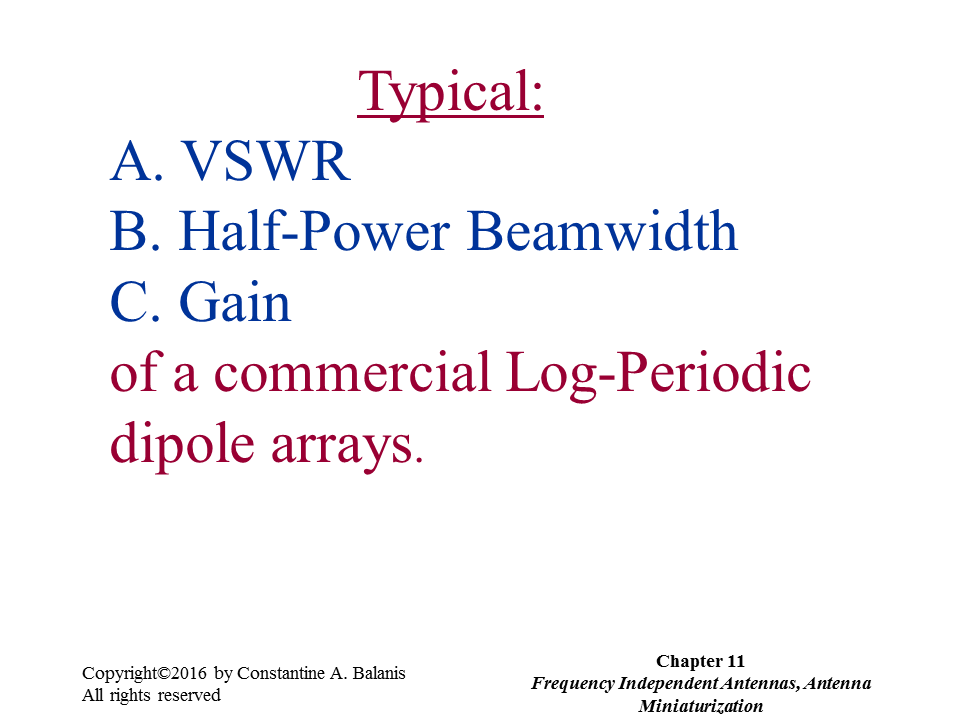 Typical:
A. VSWR
B. Half-Power Beamwidth
C. Gain
of a commercial Log-Periodic
dipole arrays.
Copyright©2016 by Constantine A. Balanis
All rights reserved
Chapter 11
Frequency Independent Antennas, Antenna
Miniaturization